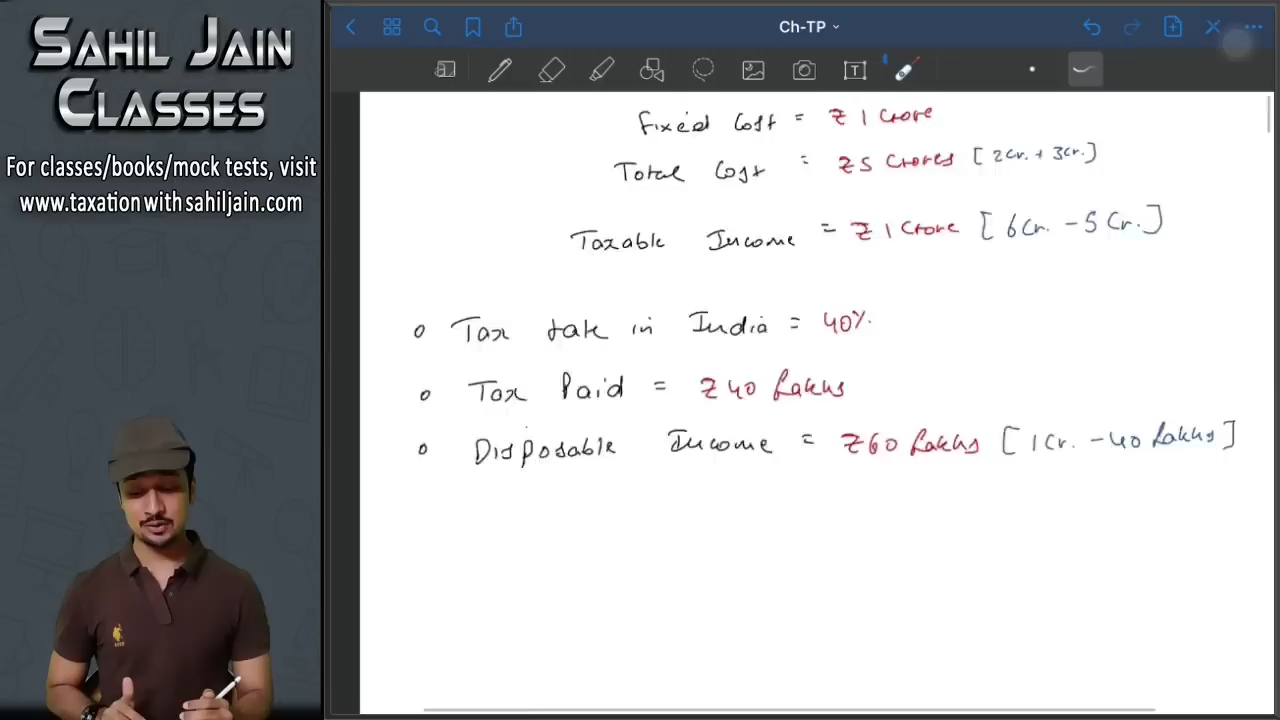 SAHIL JAIN
CLASSES
For classes/books/mock tests, visit
www.taxationwithsahiljain.com
Ch-TP
T
Fixed Cost = ₹1 Crore
Total Cost = ₹5 Crores [2Cr. + 3Cr.]
Taxable Income = ₹1 Crore [6Cr. - 5 Cr.]
Tax rate in India = 40%.
Tax Paid = ₹40 Lakhs
Disposable Income = ₹60 Lakhs [1Cr. - 40 Lakhs]